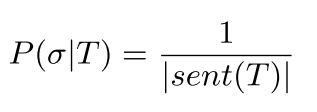 P(σ|T) = 1 / |sent(T)|